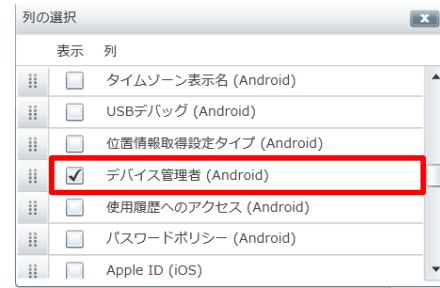 列の選択
表示 列
タイムゾーン表示名 (Android)
USBデバッグ (Android)
位置情報取得設定タイプ (Android)
デバイス管理者 (Android)
使用履歴へのアクセス (Android)
パスワードポリシー (Android)
Apple ID (iOS)